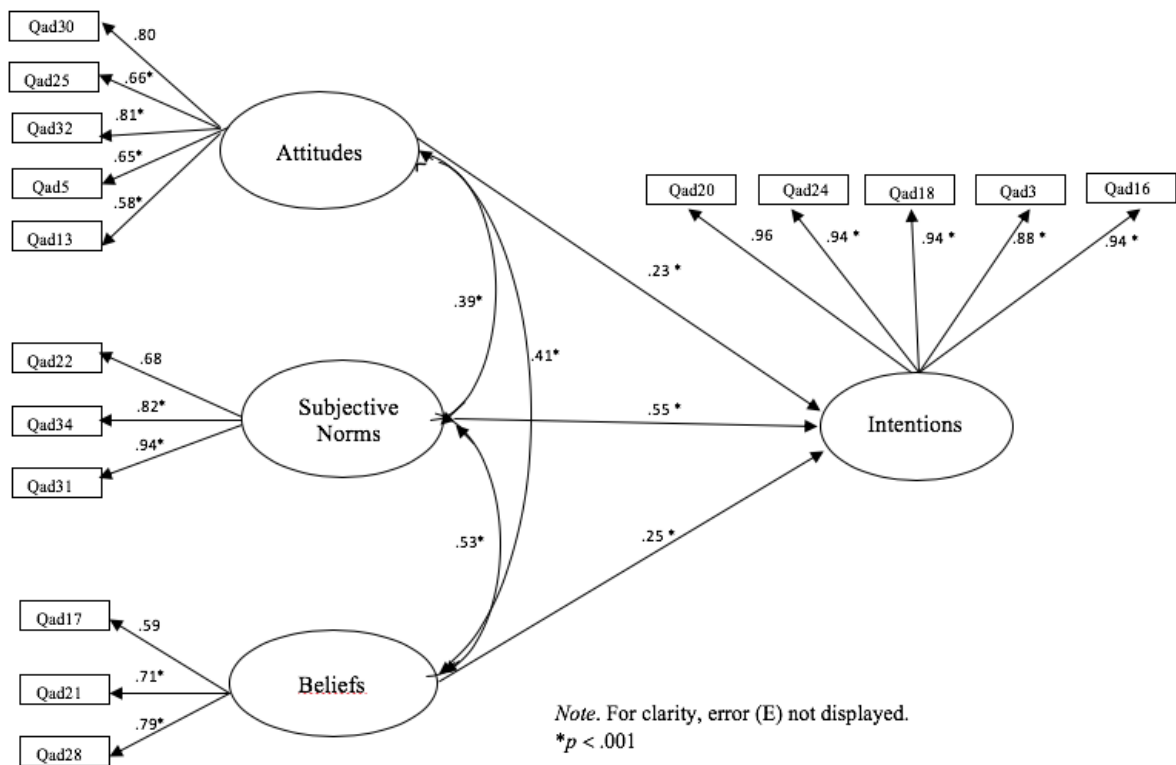 Qad30
.80
Qad25
.66*
Qad32
.81*
Qad5
.65*
Qad13
.58*
Attitudes
Qad20
Qad24
Qad18
Qad3
Qad16
.96
.94 *
.94 *
.88 *
.94 *
.23 *
.39*
.41*
Qad22
.68
Qad34
.82*
Qad31
.94*
Subjective
Norms
.55 *
Intentions
.53*
.25 *
Qad17
.59
Qad21
.71*
Qad28
.79*
Beliefs
Note. For clarity, error (E) not displayed.
*p < .001